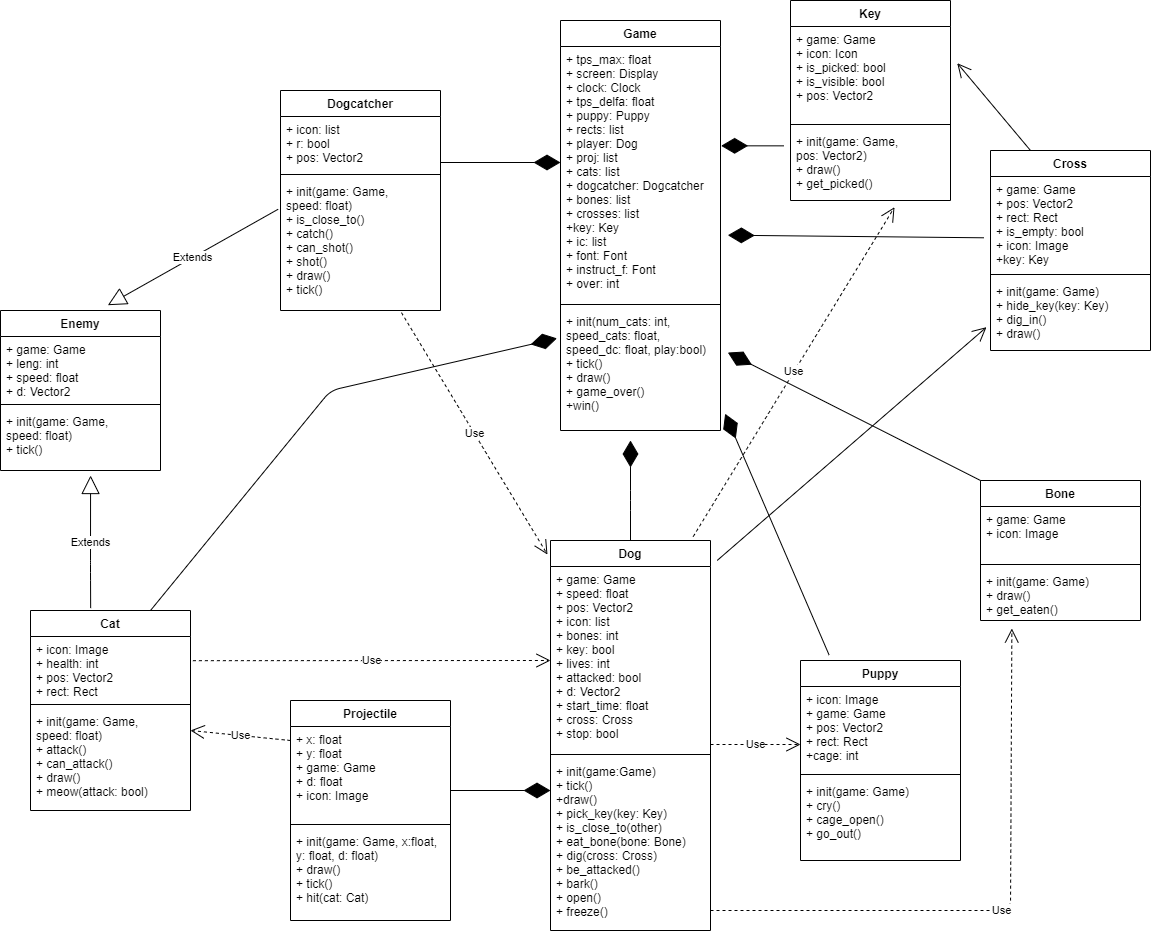 Game
+ tps_max: float
+ screen: Display
+ clock: Clock
+ tps_delfa: float
+ puppy: Puppy
+ rects: list
+ player: Dog
+ proj: list
+ cats: list
+ dogcatcher: Dogcatcher
+ bones: list
+ crosses: list
+key: Key
+ ic: list
+ font: Font
+ instruct_f: Font
+ over: int
+ init(num_cats: int,
speed_cats: float,
speed_dc: float, play:bool)
+ tick()
+ draw()
+ game_over()
+win()
Key
+ game: Game
+ icon: Icon
+ is_picked: bool
+ is_visible: bool
+ pos: Vector2
+ init(game: Game,
pos: Vector2)
+ draw()
+ get_picked()
Dogcatcher
+ icon: list
+ r: bool
+ pos: Vector2
+ init(game: Game,
speed: float)
+ is_close_to()
+ catch()
+ can_shot()
+ shot()
+ draw()
+ tick()
Cross
+ game: Game
+ pos: Vector2
+ rect: Rect
+ is_empty: bool
+ icon: Image
+key: Key
+ init(game: Game)
+ hide_key(key: Key)
+ dig_in()
+ draw()
Extends
Enemy
+ game: Game
+ leng: int
+ speed: float
+ d: Vector2
+ init(game: Game,
speed: float)
+ tick()
Use
Use
Extends
Bone
+ game: Game
+ icon: Image
+ init(game: Game)
+ draw()
+ get_eaten()
Dog
+ game: Game
+ speed: float
+ pos: Vector2
+ icon: list
+ bones: int
+ key: bool
+ lives: int
+ attacked: bool
+ d: Vector2
+ start_time: float
+ cross: Cross
+ stop: bool
+ init(game:Game)
+ tick()
+draw()
+ pick_key(key: Key)
+ is_close_to(other)
+ eat_bone(bone: Bone)
+ dig(cross: Cross)
+ be_attacked()
+ bark()
+ open()
+ freeze()
Cat
+ icon: Image
+ health: int
+ pos: Vector2
+ rect: Rect
+ init(game: Game,
speed: float)
+ attack()
+ can_attack()
+ draw()
+ meow(attack: bool)
Use
Puppy
+ icon: Image
+ game: Game
+ pos: Vector2
+ rect: Rect
+cage: int
+ init(game: Game)
+ cry()
+ cage_open()
+ go_out()
Projectile
+ x: float
+ y: float
+ game: Game
+ d: float
+ icon: Image
+ init(game: Game, x:float,
y: float, d: float)
+ draw()
+ tick()
+ hit(cat: Cat)
Use
Use
Use